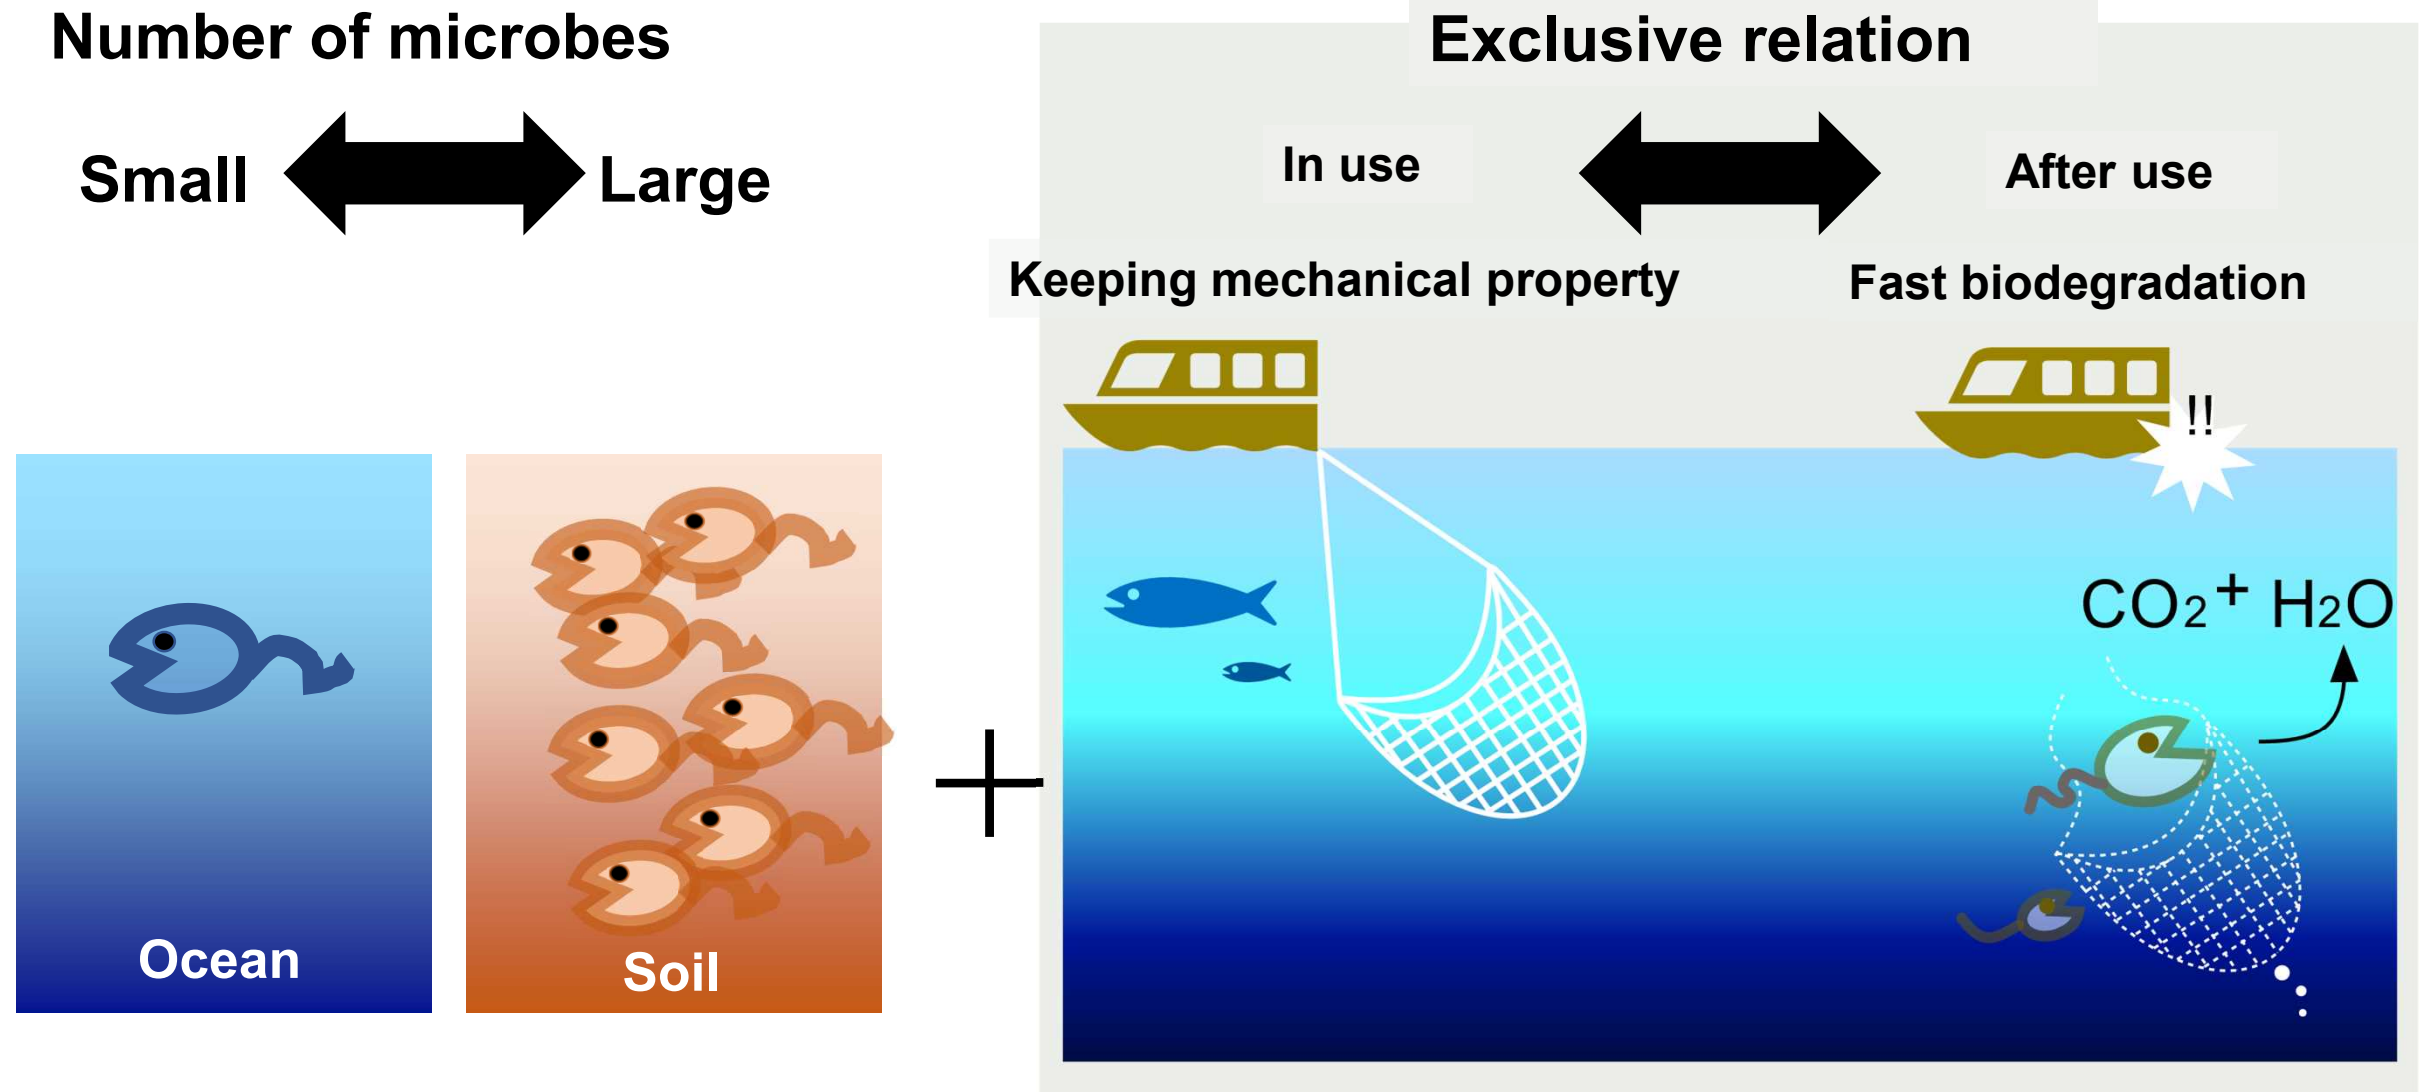 Number of microbes
Small
Large
Ocean
Soil
Exclusive relation
In use
After use
Keeping mechanical property
Fast biodegradation
!!
CO2+ H2O